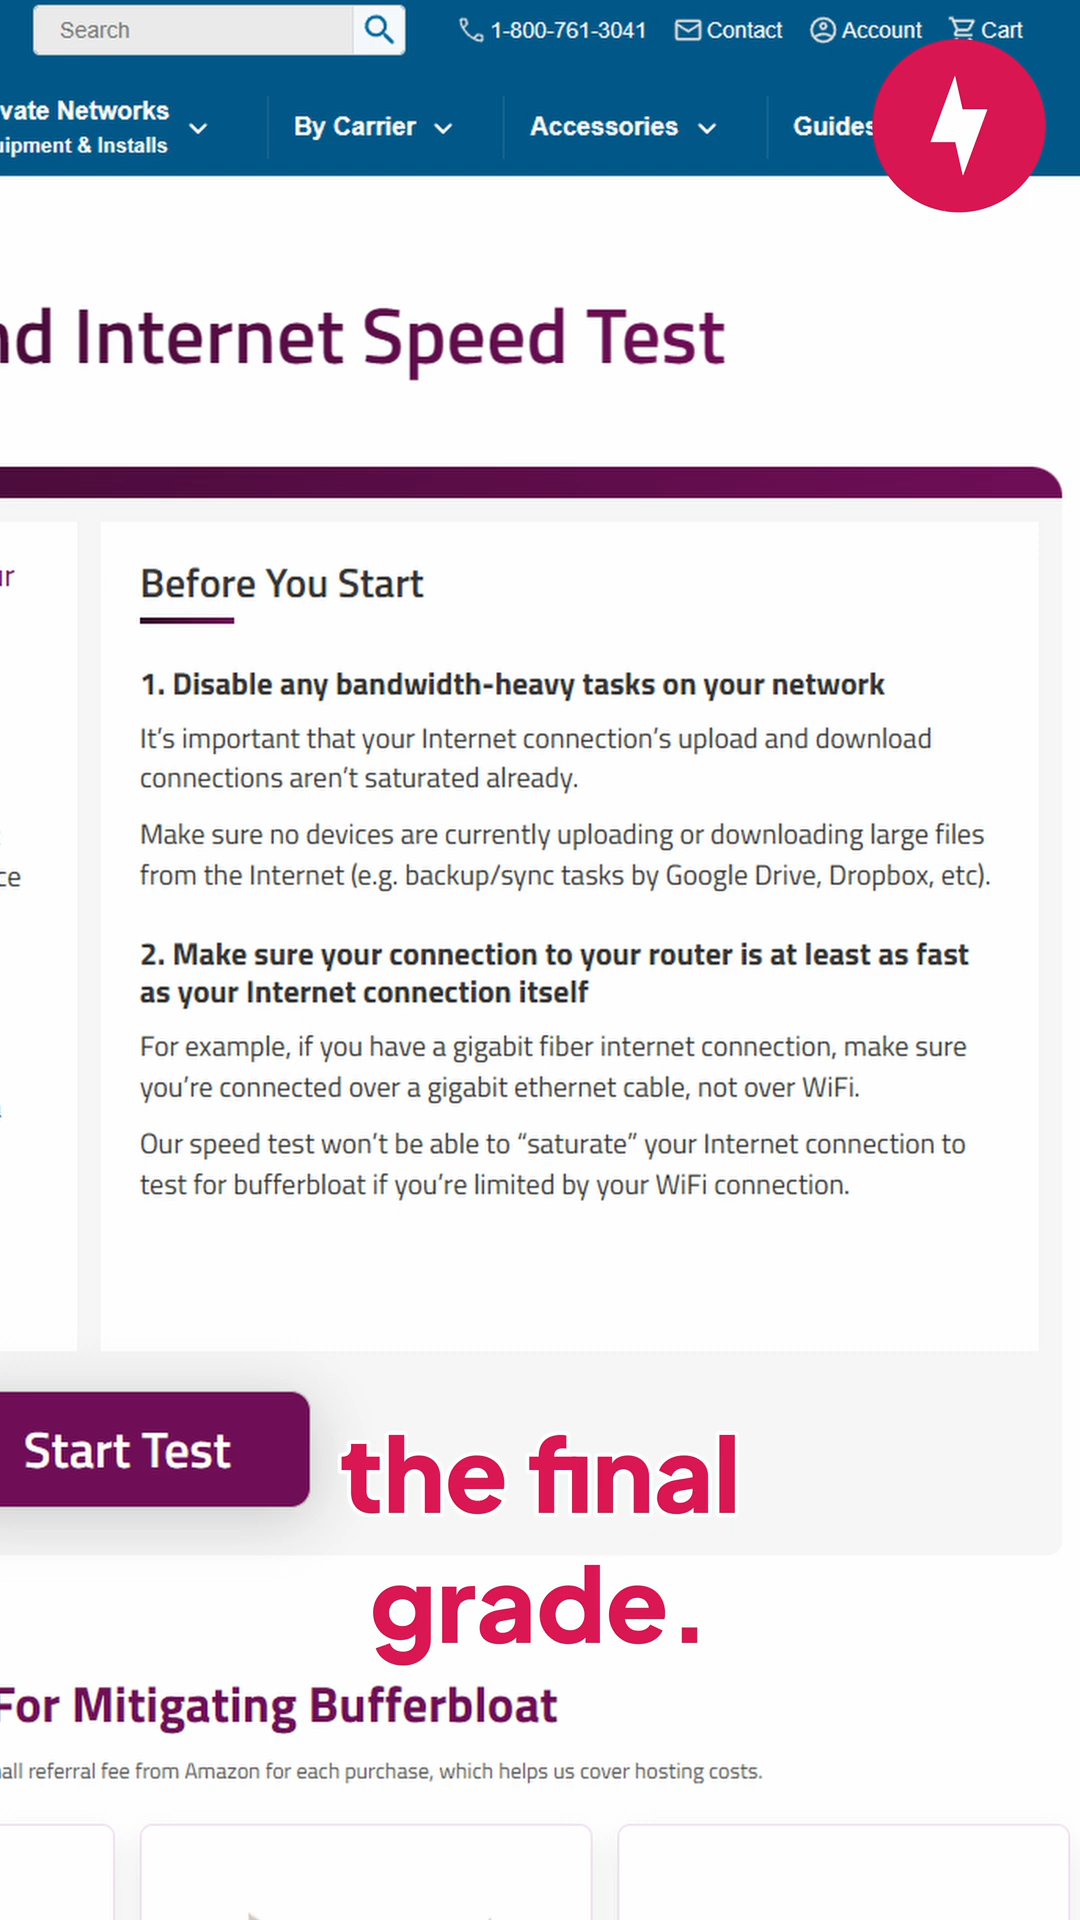 Search
1-800-761-3041
Contact
Account
Cart
vate Networks
uipment & Installs
By Carrier
Accessories
Guides
nd Internet Speed Test
ur
Before You Start
1. Disable any bandwidth-heavy tasks on your network
It's important that your Internet connection's upload and download
connections aren't saturated already.
Make sure no devices are currently uploading or downloading large files
from the Internet (e.g. backup/sync tasks by Google Drive, Dropbox, etc).
ce
2. Make sure your connection to your router is at least as fast
as your Internet connection itself
For example, if you have a gigabit fiber internet connection, make sure
you're connected over a gigabit ethernet cable, not over WiFi.
Our speed test won't be able to “saturate” your Internet connection to
test for bufferbloat if you're limited by your WiFi connection.
Start Test
the final
grade.
For Mitigating Bufferbloat
all referral fee from Amazon for each purchase, which helps us cover hosting costs.